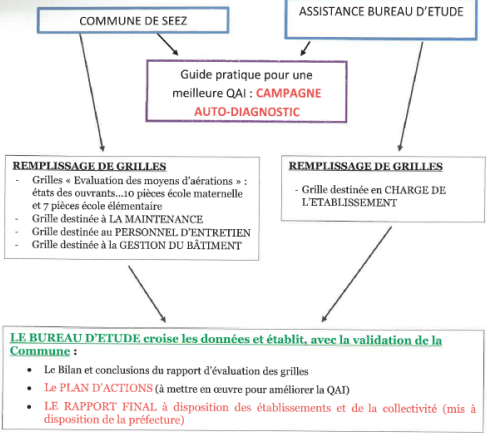 COMMUNE DE SEEZ
ASSISTANCE BUREAU D'ETUDE
Guide pratique pour une
meilleure QAI : CAMPAGNE
AUTO-DIAGNOSTIC
REMPLISSAGE DE GRILLES
- Grilles « Evaluation des moyens d'aérations » :
états des ouvrants...10 pièces école maternelle
et 7 pièces école élémentaire
- Grille destinée à LA MAINTENANCE
- Grille destinée au PERSONNEL D'ENTRETIEN
- Grille destinée à la GESTION DU BÂTIMENT
REMPLISSAGE DE GRILLES
- Grille destinée en CHARGE DE
L'ETABLISSEMENT
LE BUREAU D'ETUDE croise les données et établit, avec la validation de la
Commune :
• Le Bilan et conclusions du rapport d'évaluation des grilles
• Le PLAN D'ACTIONS (à mettre en œuvre pour améliorer la QAI)
• LE RAPPORT FINAL à disposition des établissements et de la collectivité (mis à
disposition de la préfecture)